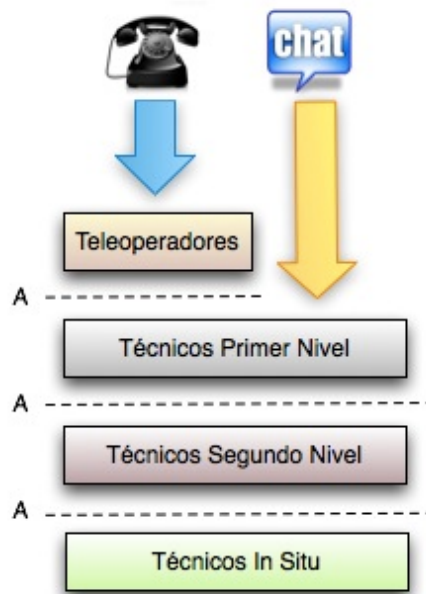 chat
Teleoperadores
A
Técnicos Primer Nivel
A
Técnicos Segundo Nivel
A
Técnicos In Situ